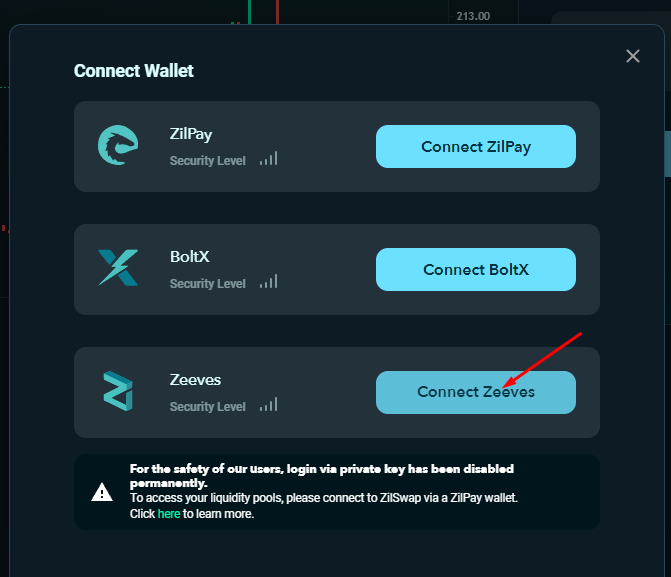 213.00
Connect Wallet
ZilPay
Security Level
Connect ZilPay
BoltX
Security Level
Connect BoltX
Zeeves
Security Level
Connect Zeeves
For the safety of our users, login via private key has been disabled
permanently.
To access your liquidity pools, please connect to ZilSwap via a ZilPay wallet.
Click here to learn more.